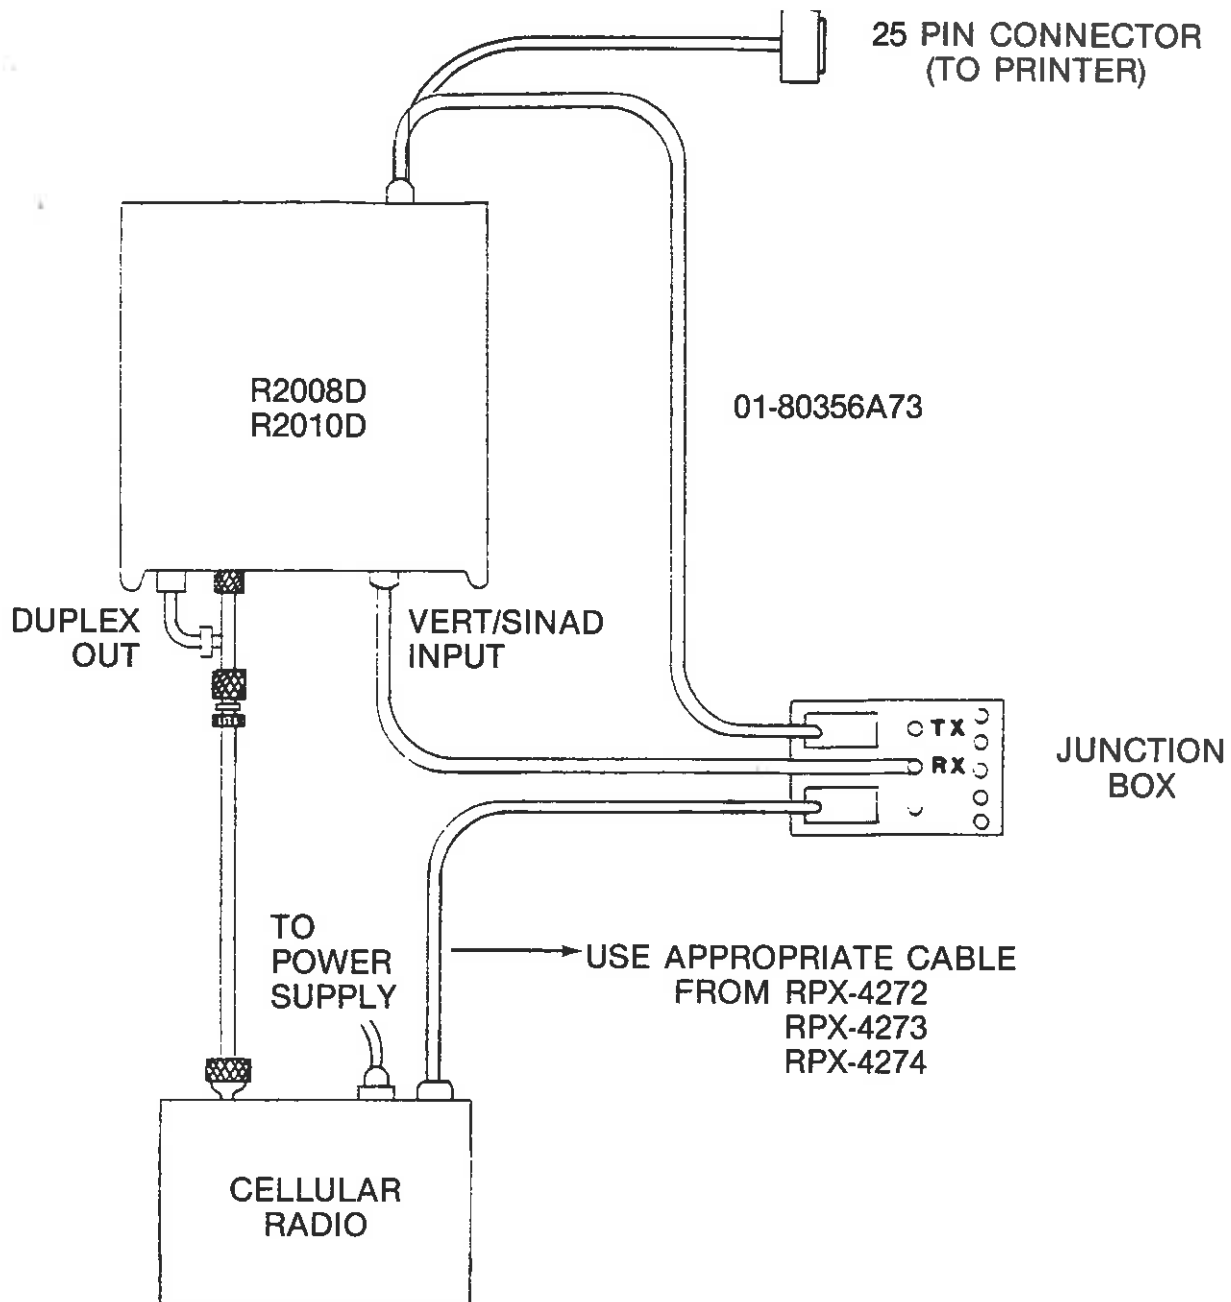 25 PIN CONNECTOR
(TO PRINTER)
R2008D
R2010D
01-80356A73
DUPLEX
OUT
VERT/SINAD
INPUT
TX
RX
JUNCTION
BOX
TO
POWER
SUPPLY
USE APPROPRIATE CABLE
FROM RPX-4272
RPX-4273
RPX-4274
CELLULAR
RADIO